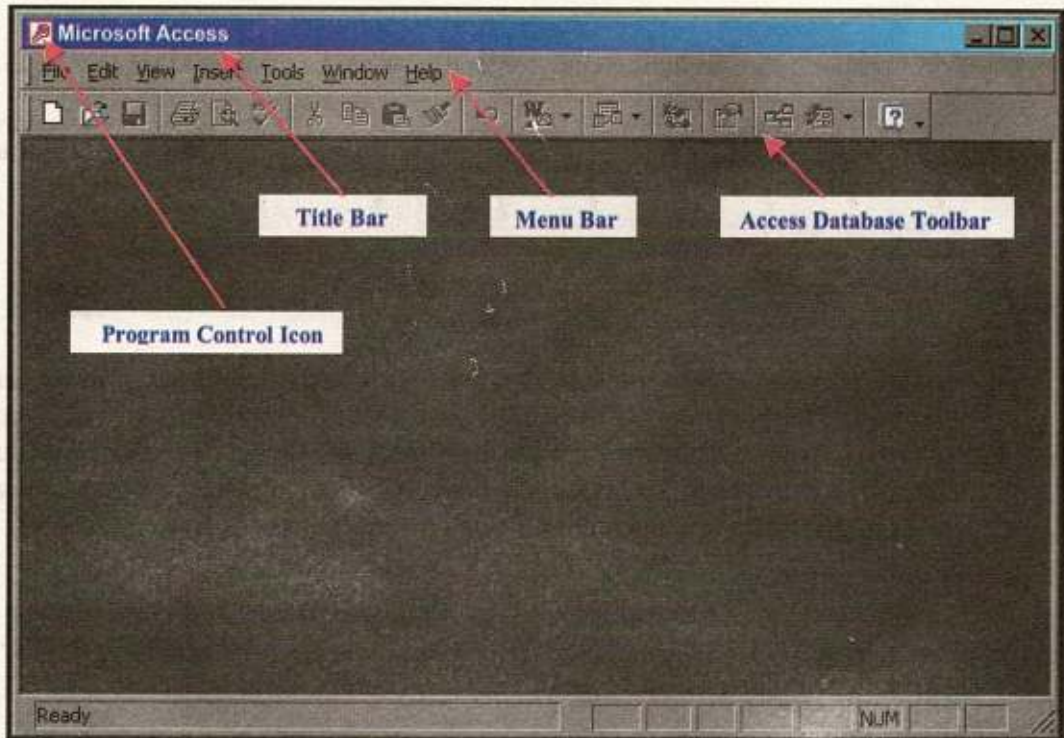 Microsoft Access
File Edit View Insert Tools Window Help
Title Bar
Menu Bar
Access Database Toolbar
Program Control Icon
Ready
NUM